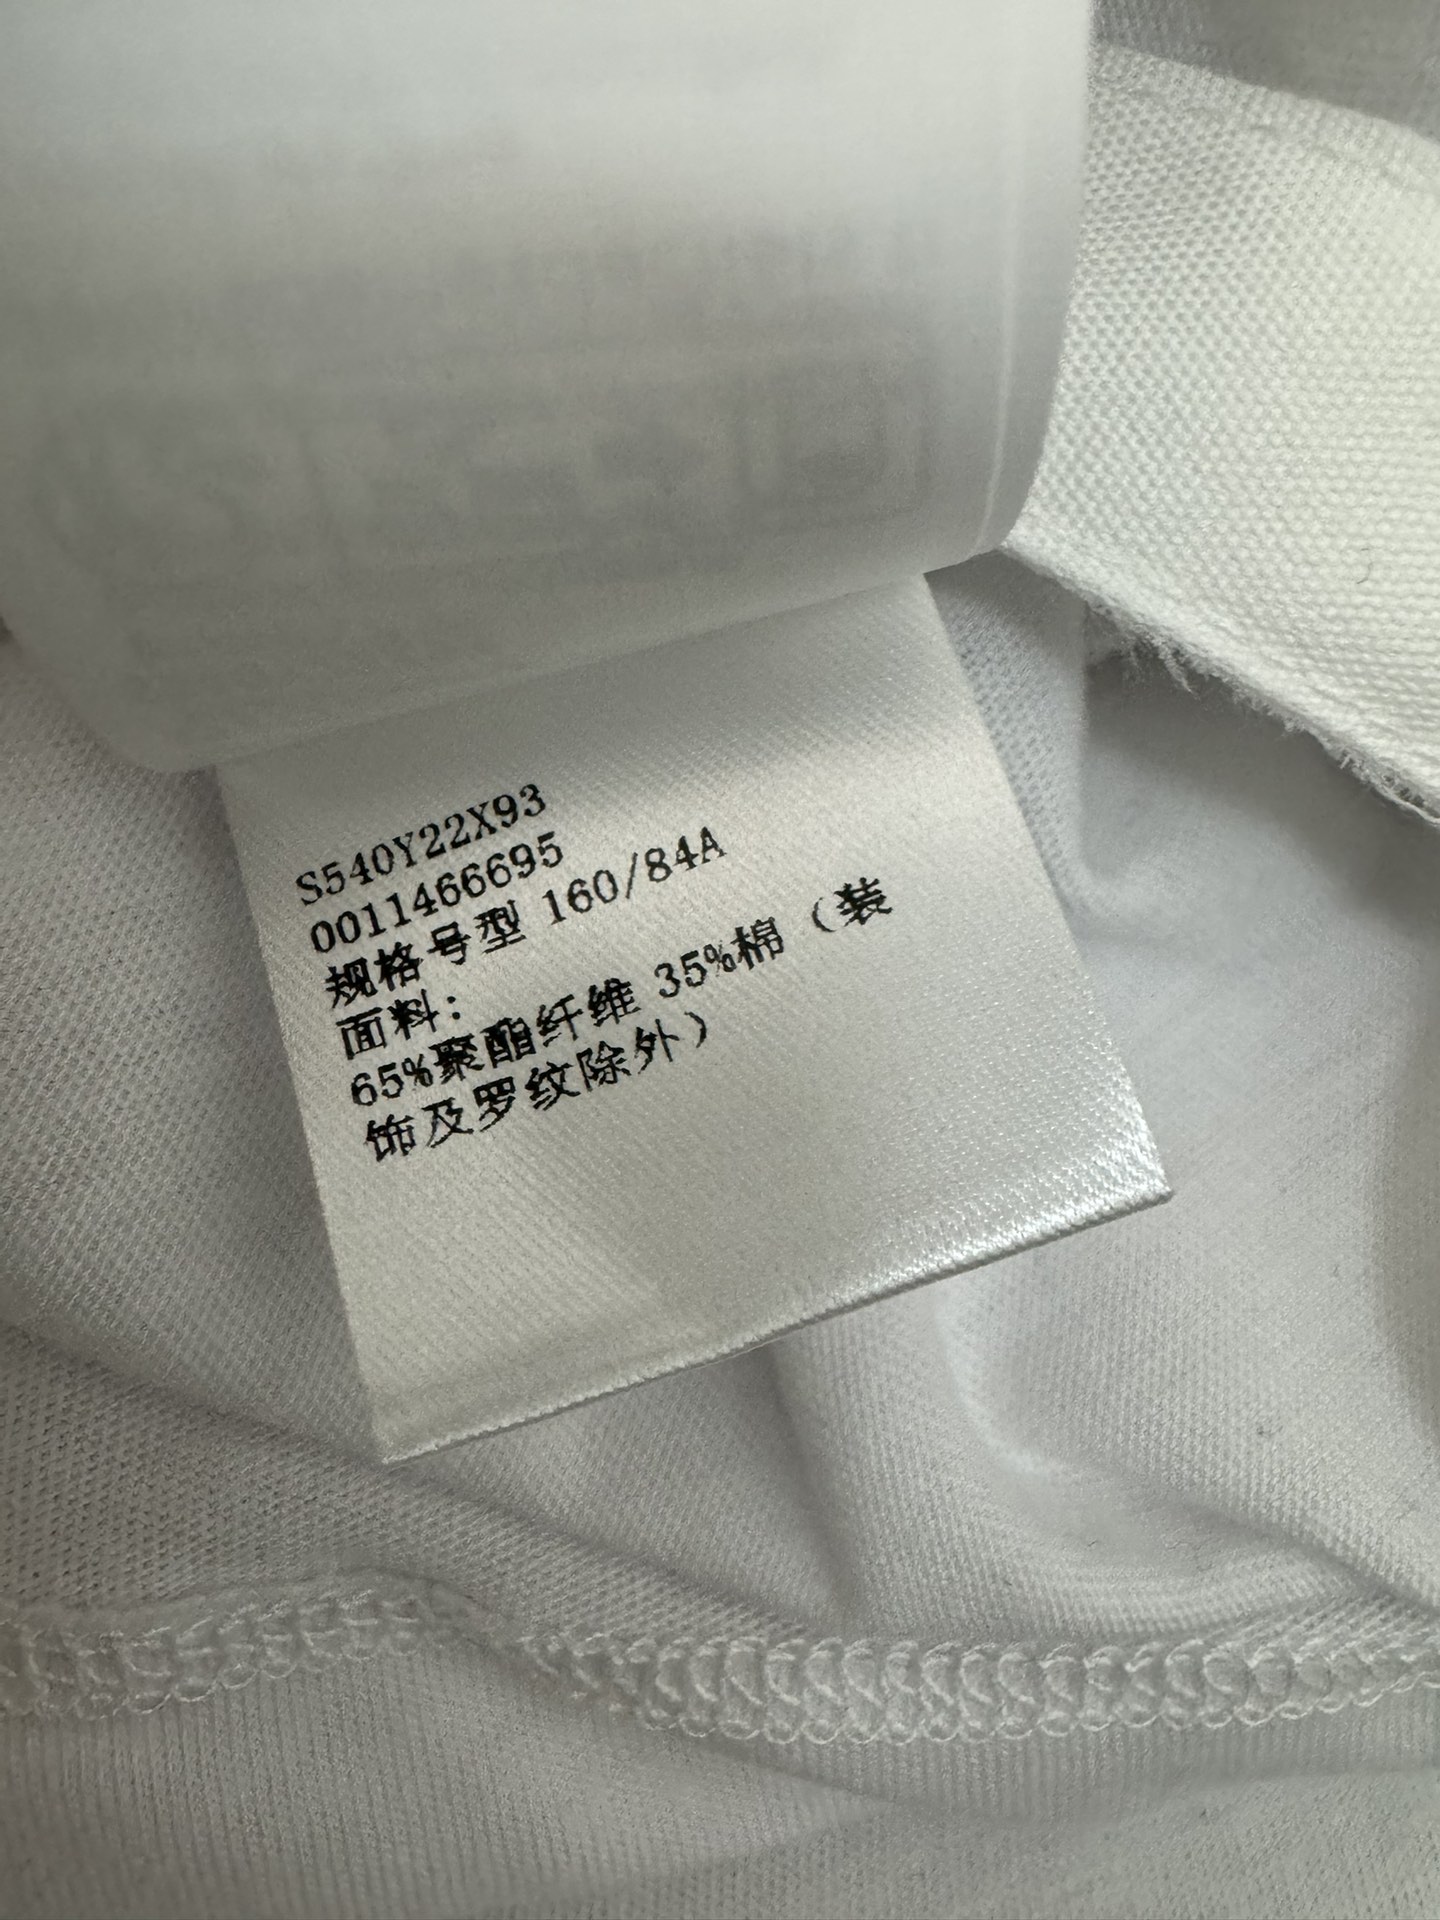 S540Y22X93
0011466695
规格号型 160/84A
面料：
65%聚酯纤维 35%棉（装
饰及罗纹除外）